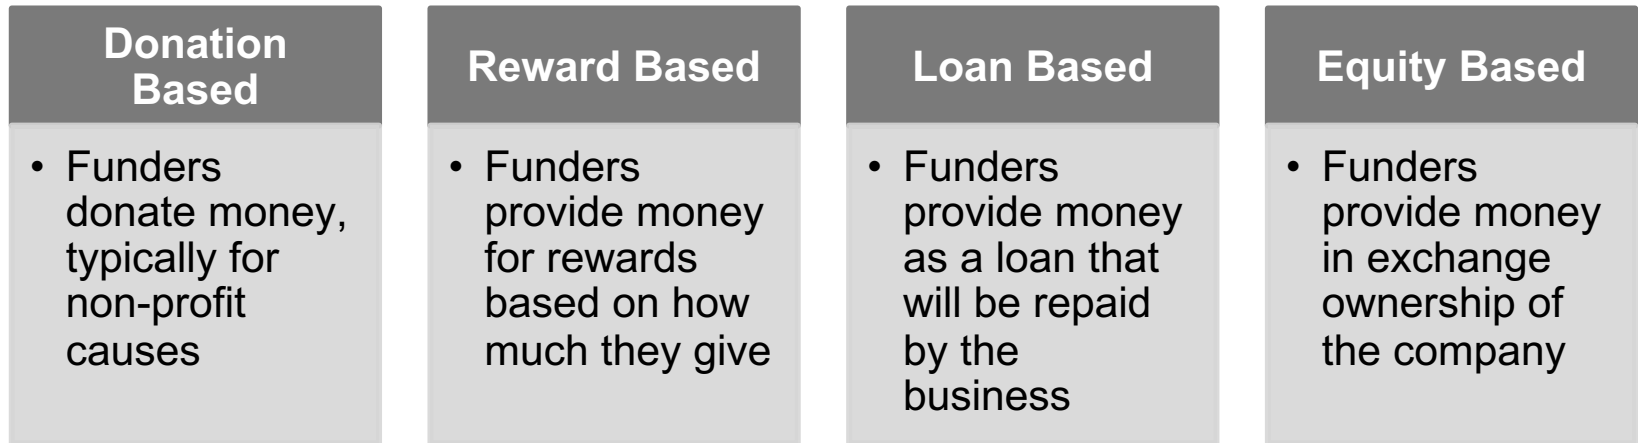 Donation
Based
• Funders
donate money,
typically for
non-profit
causes
Reward Based
• Funders
provide money
for rewards
based on how
much they give
Loan Based
• Funders
provide money
as a loan that
will be repaid
by the
business
Equity Based
• Funders
provide money
in exchange
ownership of
the company